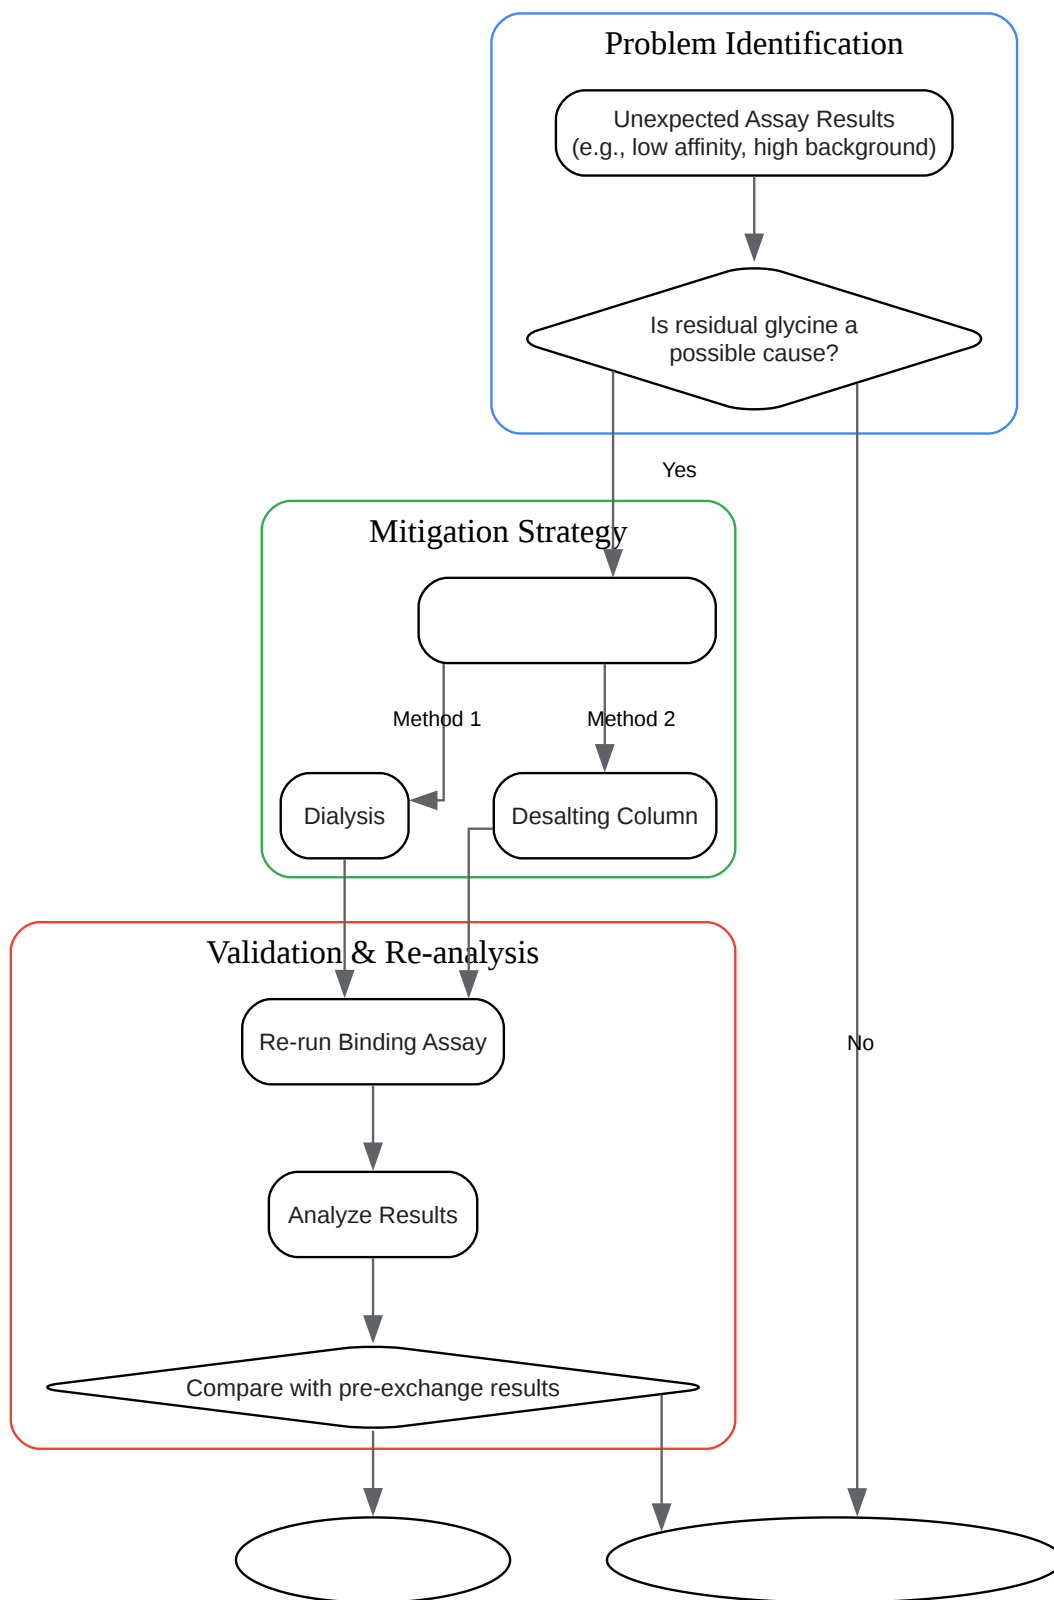 Problem Identification
Unexpected Assay Results
(e.g., low affinity, high background)
Is residual glycine a
possible cause?
Yes
Mitigation Strategy
Method 1
Method 2
Dialysis
Desalting Column
Validation & Re-analysis
Re-run Binding Assay
No
Analyze Results
Compare with pre-exchange results